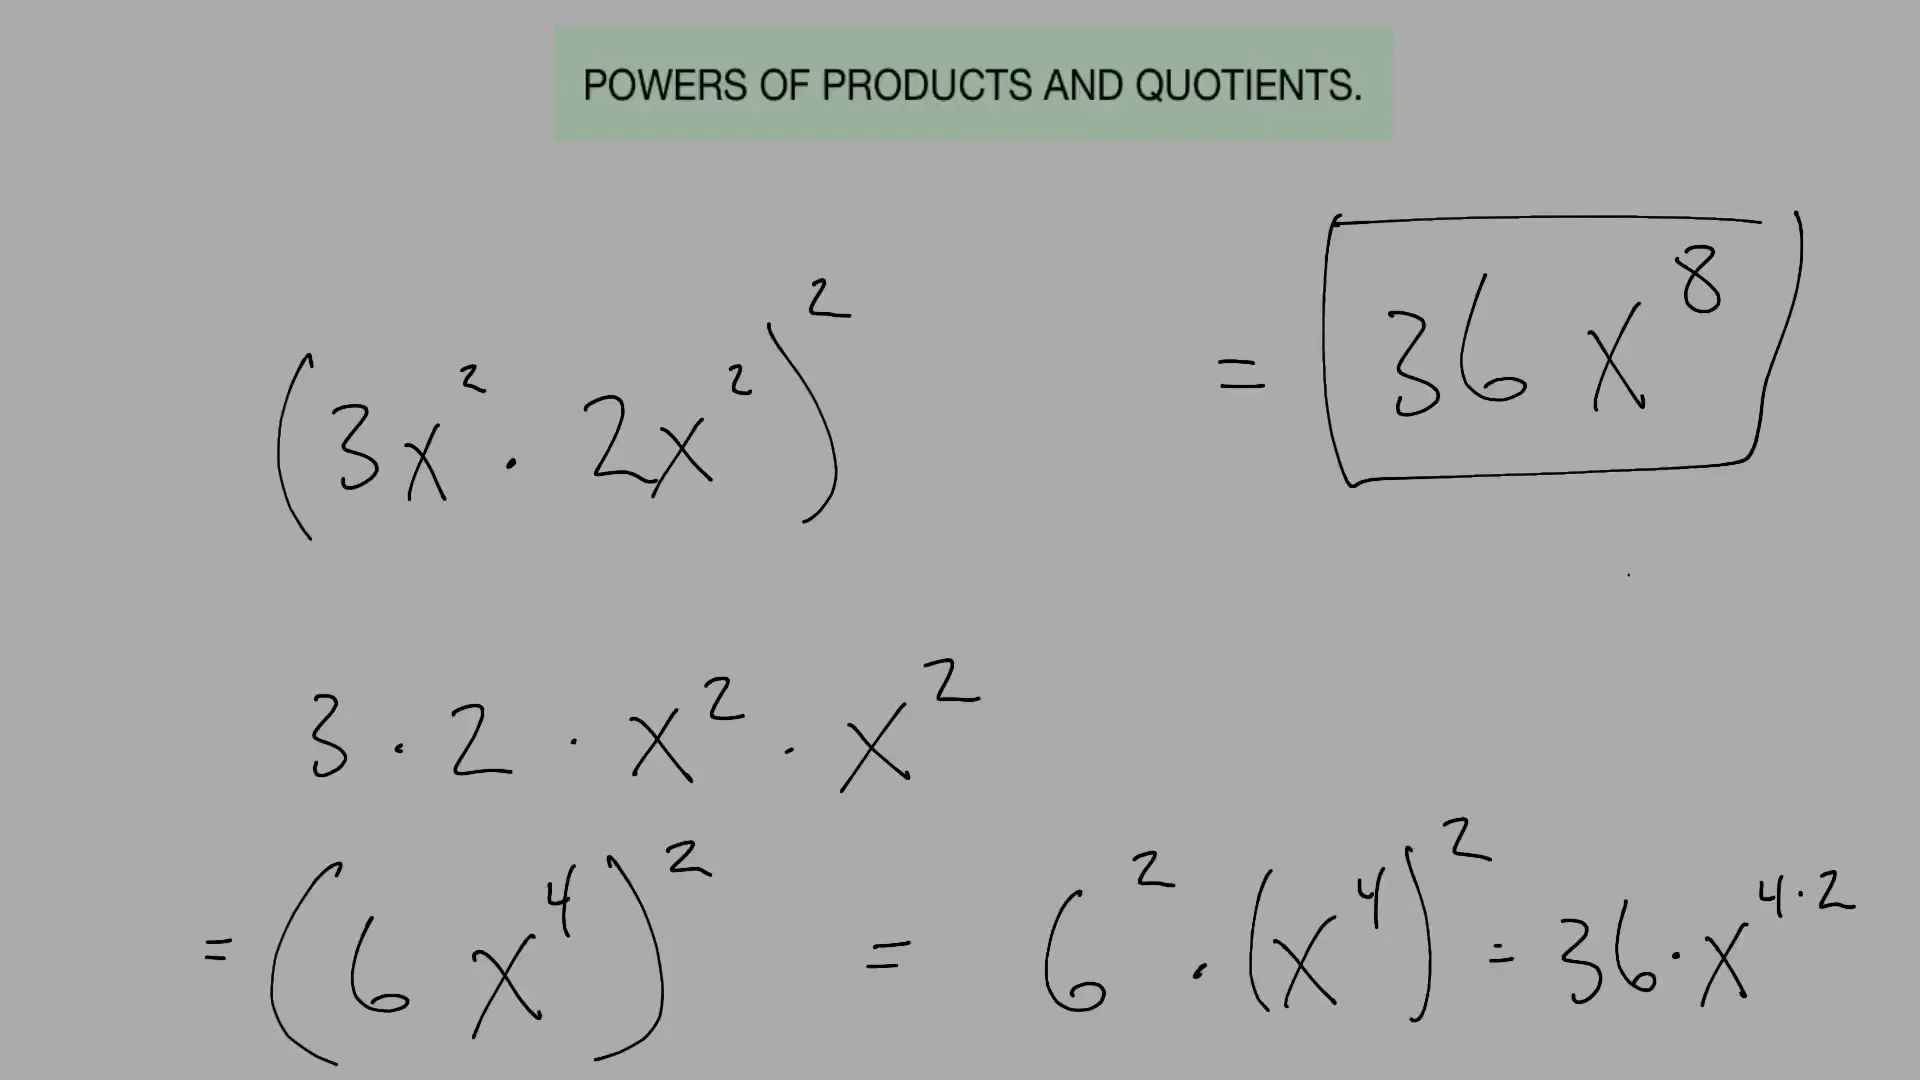 POWERS OF PRODUCTS AND QUOTIENTS.
(3x² · 2x²)² = 36x⁸
3 · 2 · x² · x²
= (6x⁴)² = 6² · (x⁴)² = 36 · x⁴·²